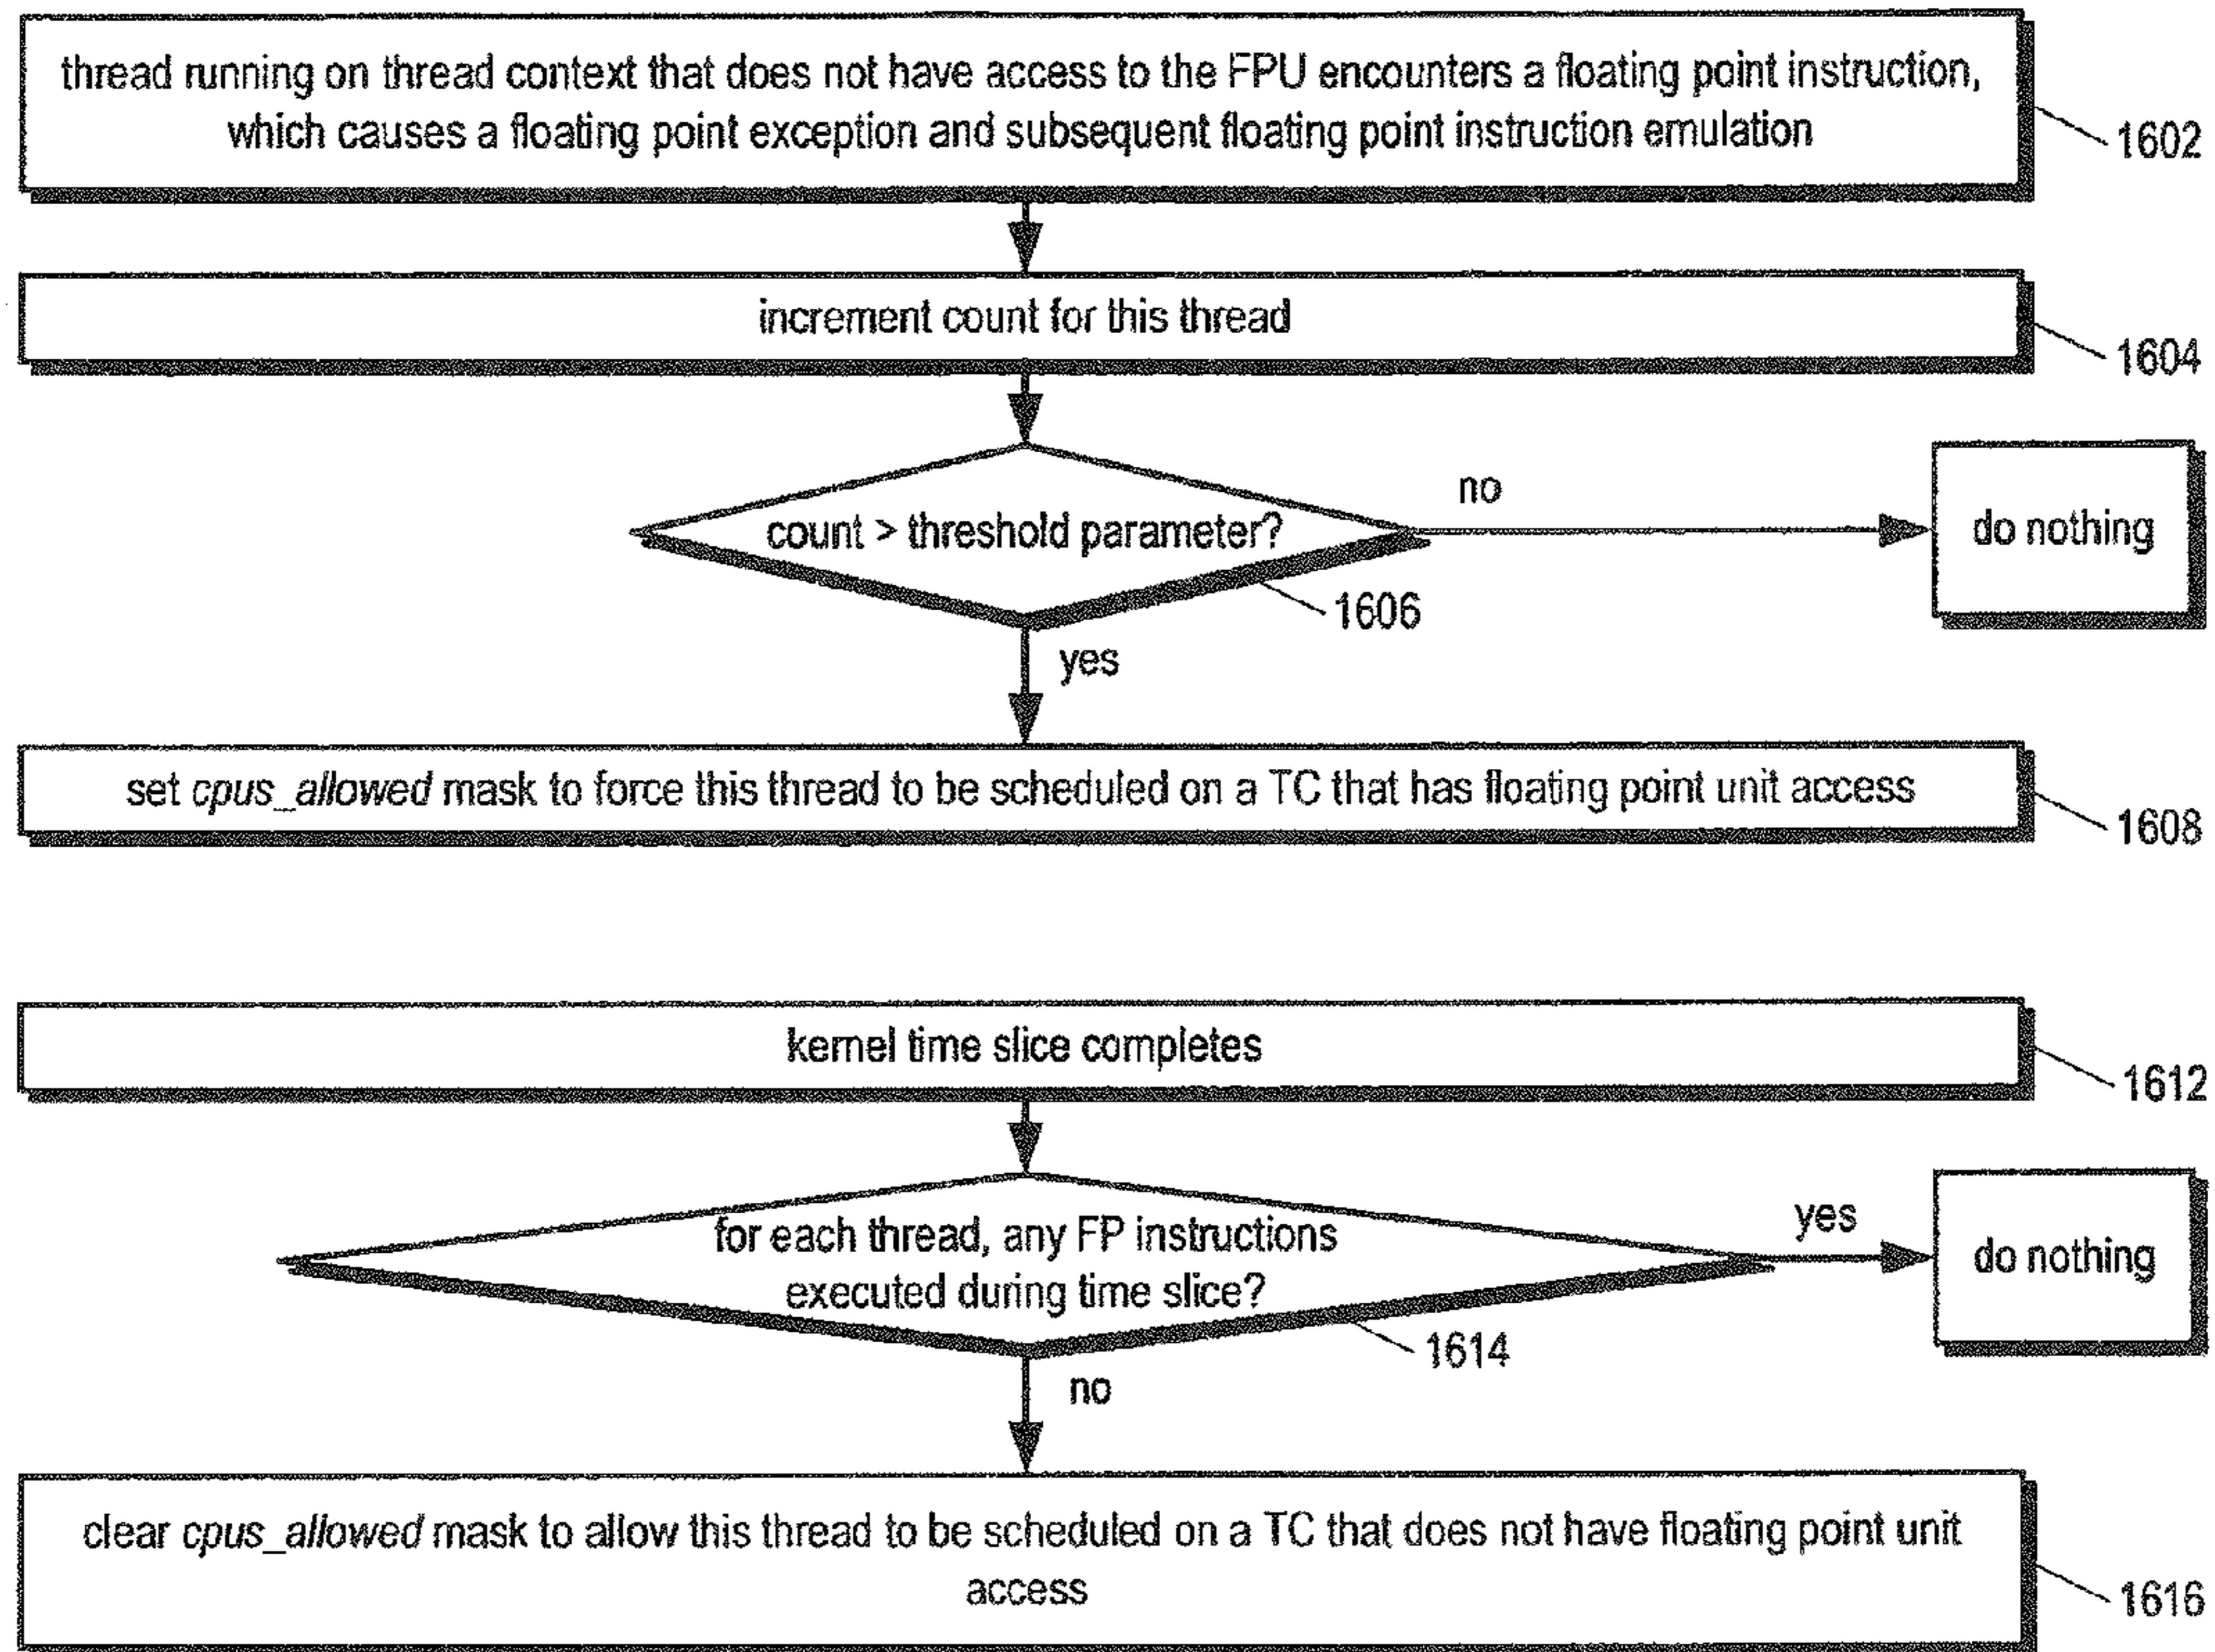 thread running on thread context that does not have access to the FPU encounters a floating point instruction,
which causes a floating point exception and subsequent floating point instruction emulation
1602
increment count for this thread
1604
count > threshold parameter?
no
do nothing
1606
yes
set cpus_allowed mask to force this thread to be scheduled on a TC that has floating point unit access
1608
kernel time slice completes
1612
for each thread, any FP instructions
executed during time slice?
yes
do nothing
1614
no
clear cpus_allowed mask to allow this thread to be scheduled on a TC that does not have floating point unit
access
1616